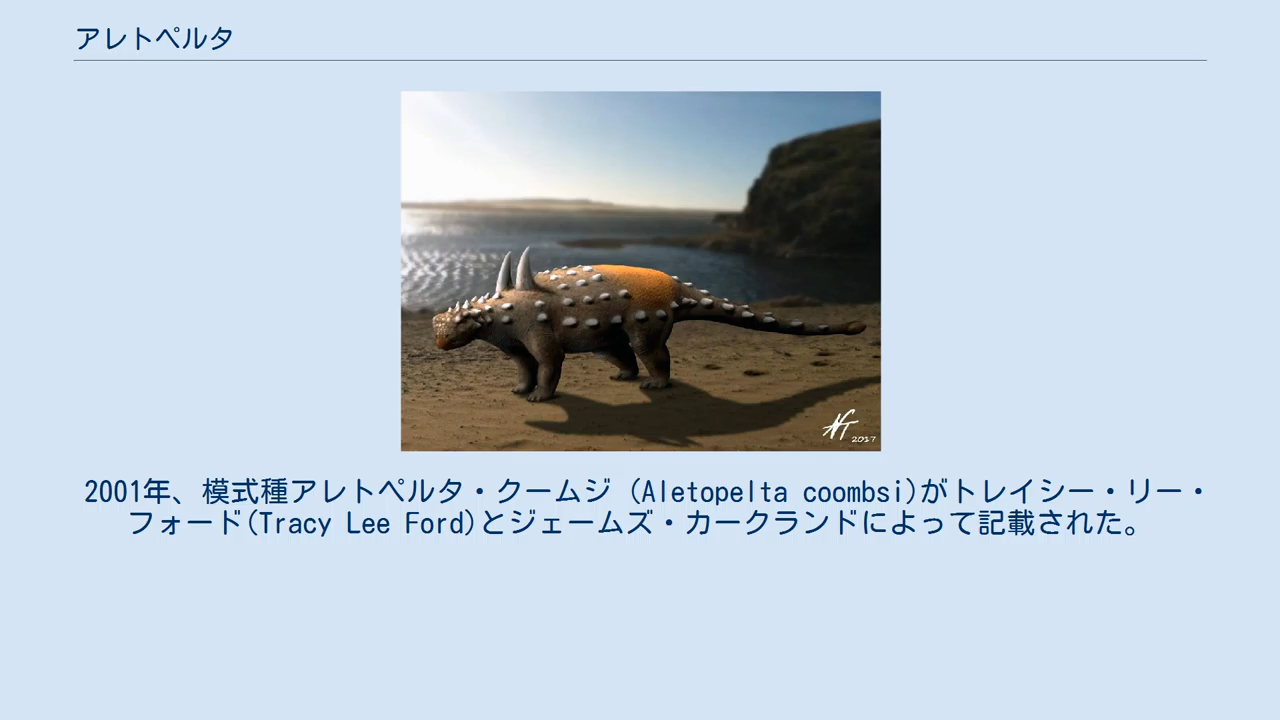 アレトペルタ
NT
2017
2001年、模式種アレトペルタ・クームジ (Aletopelta coombsi)がトレイシー・リー・
フォード(Tracy Lee Ford)とジェームズ・カークランドによって記載された。